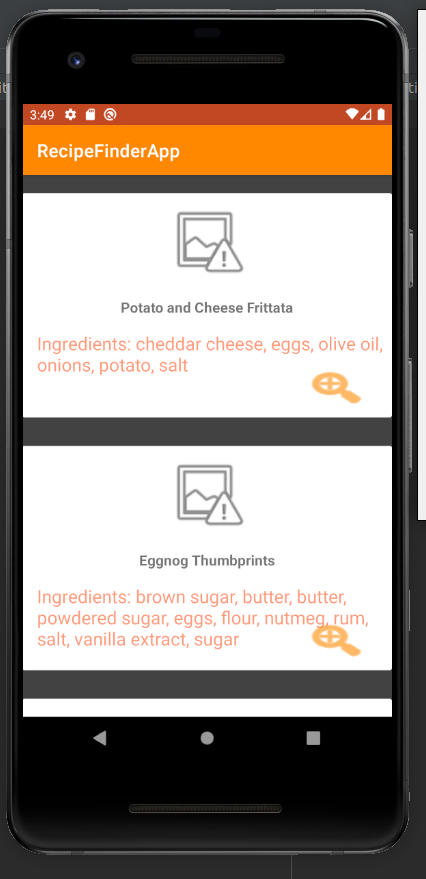 3:49
RecipeFinderApp
Potato and Cheese Frittata
Ingredients: cheddar cheese, eggs, olive oil,
onions, potato, salt
Eggnog Thumbprints
Ingredients: brown sugar, butter, butter,
powdered sugar, eggs, flour, nutmeg, rum,
salt, vanilla extract, sugar